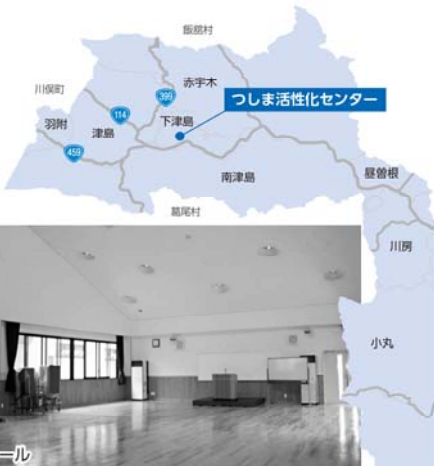 飯舘村
川俣町
赤宇木
399
つしま活性化センター
114
羽附
津島
下津島
459
南津島
昼曽根
葛尾村
川房
小丸
ール